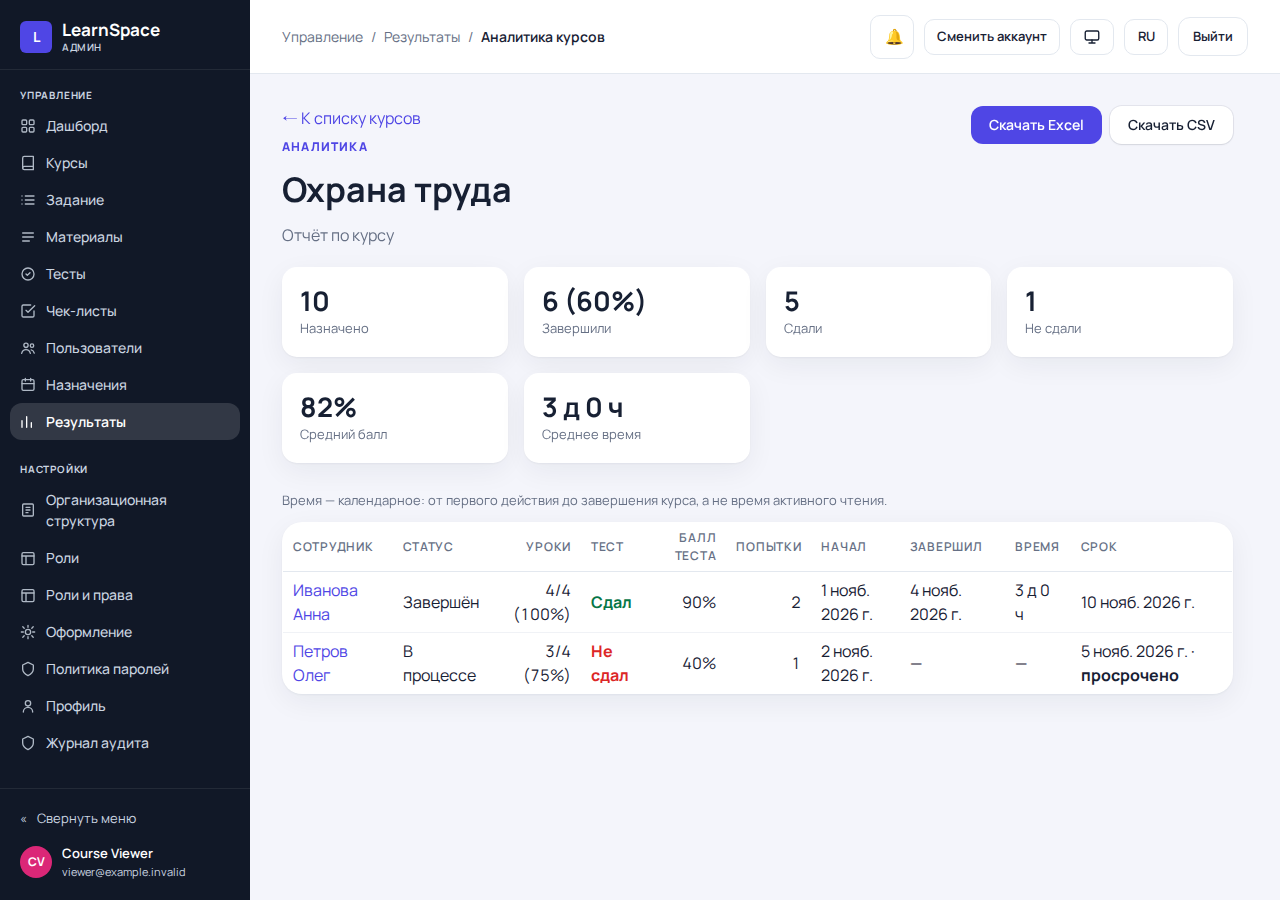 L
LearnSpace
АДМИН
УПРАВЛЕНИЕ
Дашборд
Курсы
Задание
Материалы
Тесты
Чек-листы
Пользователи
Назначения
Результаты
НАСТРОЙКИ
Организационная
структура
Роли
Роли и права
Оформление
Политика паролей
Профиль
Журнал аудита
« Свернуть меню
CV
Course Viewer
viewer@example.invalid
Управление / Результаты / Аналитика курсов
Сменить аккаунт
RU
Выйти
← К списку курсов
АНАЛИТИКА
Охрана труда
Отчёт по курсу
Скачать Excel
Скачать CSV
10
Назначено
6 (60%)
Завершили
5
Сдали
1
Не сдали
82%
Средний балл
3 д 0 ч
Среднее время
Время — календарное: от первого действия до завершения курса, а не время активного чтения.
СОТРУДНИК СТАТУС УРОКИ ТЕСТ БАЛЛ ТЕСТА ПОПЫТКИ НАЧАЛ ЗАВЕРШИЛ ВРЕМЯ СРОК
Иванова Анна Завершён 4/4 (100%) Сдал 90% 2 1 нояб. 2026 г. 4 нояб. 2026 г. 3 д 0 ч 10 нояб. 2026 г.
Петров Олег В процессе 3/4 (75%) Не сдал 40% 1 2 нояб. 2026 г. — — 5 нояб. 2026 г. · просрочено